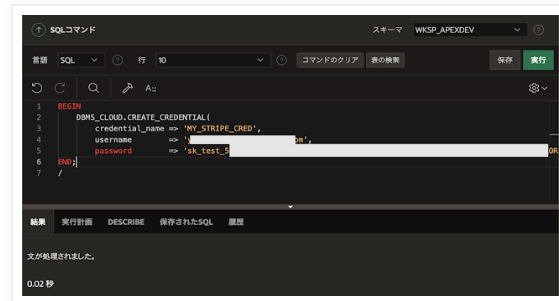 SQLコマンド スキーマ WKSP_APEXDEV
言語 SQL 行 10 コマンドのクリア 表の検索 保存 実行
1 BEGIN
2 DBMS_CLOUD.CREATE_CREDENTIAL(
3 credential_name => 'MY_STRIPE_CRED',
4 username => 'y om',
5 password => 'sk_test_5 OR
6 END;
7 /
結果 実行計画 DESCRIBE 保存されたSQL 履歴
文が処理されました。
0.02 秒